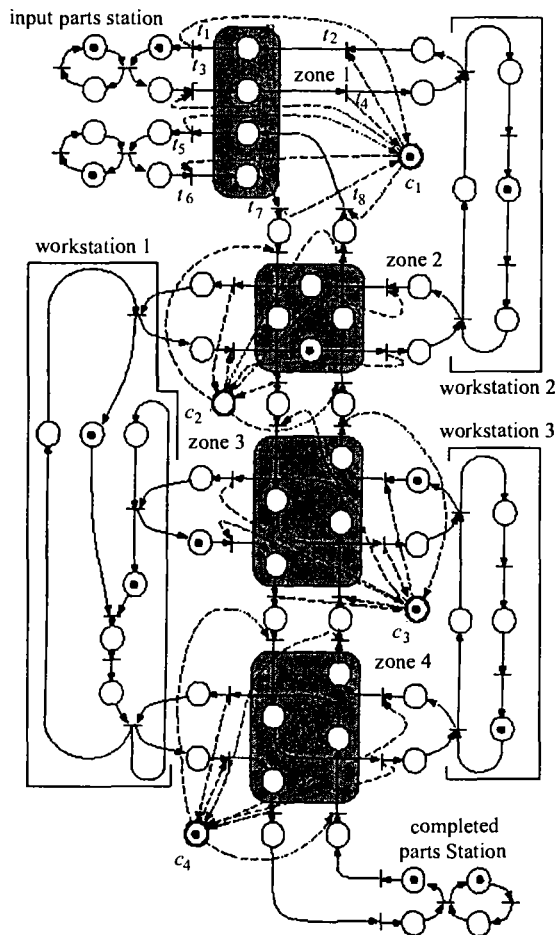 input parts station
t1
t2
t3
zone 1
4
t5
t6
c1
t7
t8
workstation 1
zone 2
c2
workstation 2
zone 3
workstation 3
c3
zone 4
c4
completed
parts Station